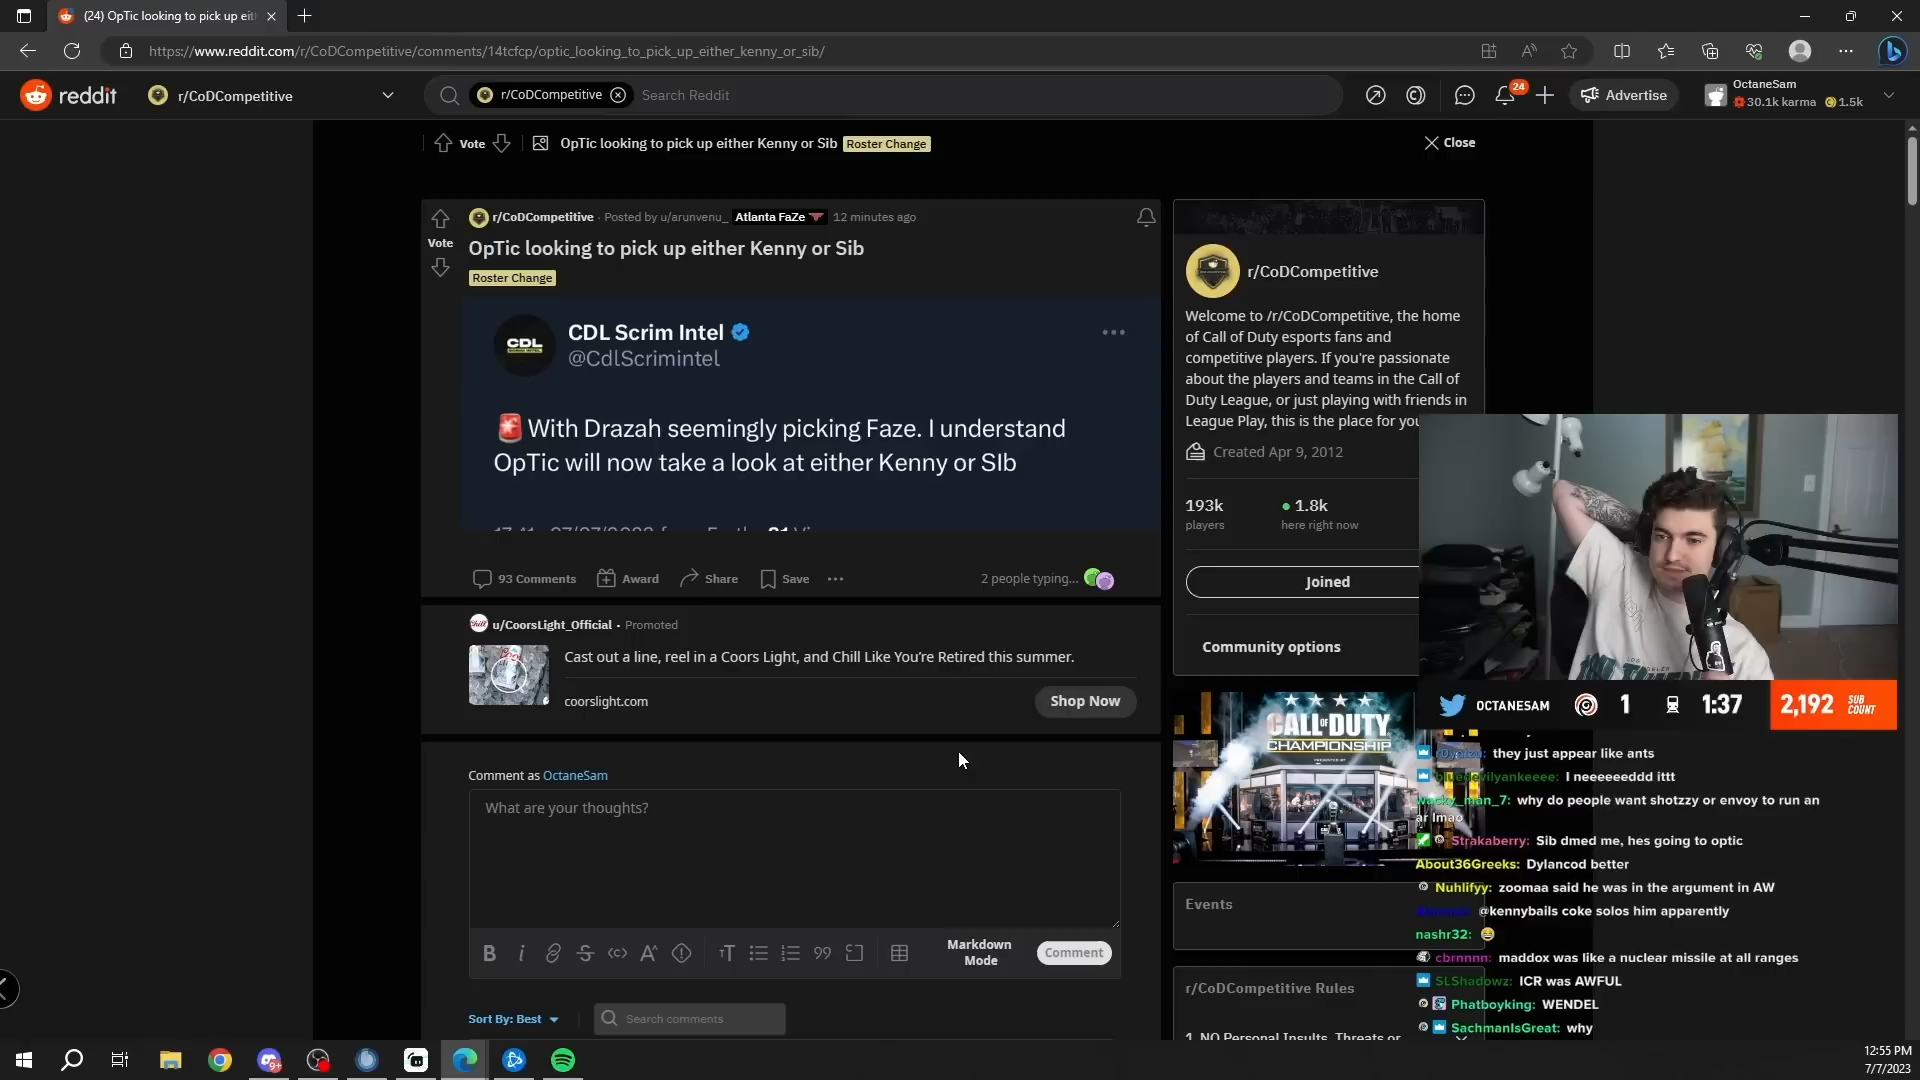 (24) OpTic looking to pick up eit
https://www.reddit.com/r/CoDCompetitive/comments/14tcfcp/optic_looking_to_pick_up_either_kenny_or_sib/
reddit
r/CoDCompetitive
r/CoDCompetitive
Search Reddit
24
Advertise
OctaneSam
30.1k karma 1.5k
Vote
OpTic looking to pick up either Kenny or Sib
Roster Change
Close
r/CoDCompetitive · Posted by u/arunvenu_ Atlanta FaZe 12 minutes ago
Vote
OpTic looking to pick up either Kenny or Sib
Roster Change
CDL
CDL Scrim Intel
@CdlScrimintel
🚨With Drazah seemingly picking Faze. I understand
OpTic will now take a look at either Kenny or SIb
93 Comments
Award
Share
Save
2 people typing...
u/CoorsLight_Official · Promoted
Cast out a line, reel in a Coors Light, and Chill Like You're Retired this summer.
coorslight.com
Shop Now
Comment as OctaneSam
What are your thoughts?
Markdown
Mode
Comment
Sort By: Best
Search comments
r/CoDCompetitive
Welcome to /r/CoDCompetitive, the home
of Call of Duty esports fans and
competitive players. If you're passionate
about the players and teams in the Call of
Duty League, or just playing with friends in
League Play, this is the place for you
Created Apr 9, 2012
193k
players
1.8k
here right now
Joined
Community options
CALL OF DUTY
CHAMPIONSHIP
Events
r/CoDCompetitive Rules
1. NO Personal Insults, Threats or
OCTANESAM
1
1:37
2,192 SUB
COUNT
they just appear like ants
bluedevilyankeeee: I neeeeeeddd ittt
wacky_man_7: why do people want shotzzy or envoy to run an
ar lmao
Strakaberry: Sib dmed me, hes going to optic
About36Greeks: Dylancod better
Nuhlifyy: zoomaa said he was in the argument in AW
@kennybails coke solos him apparently
nashr32: 😄
cbrnnnn: maddox was like a nuclear missile at all ranges
SLShadowz: ICR was AWFUL
Phatboyking: WENDEL
SachmanIsGreat: why
9+
12:55 PM
7/7/2023